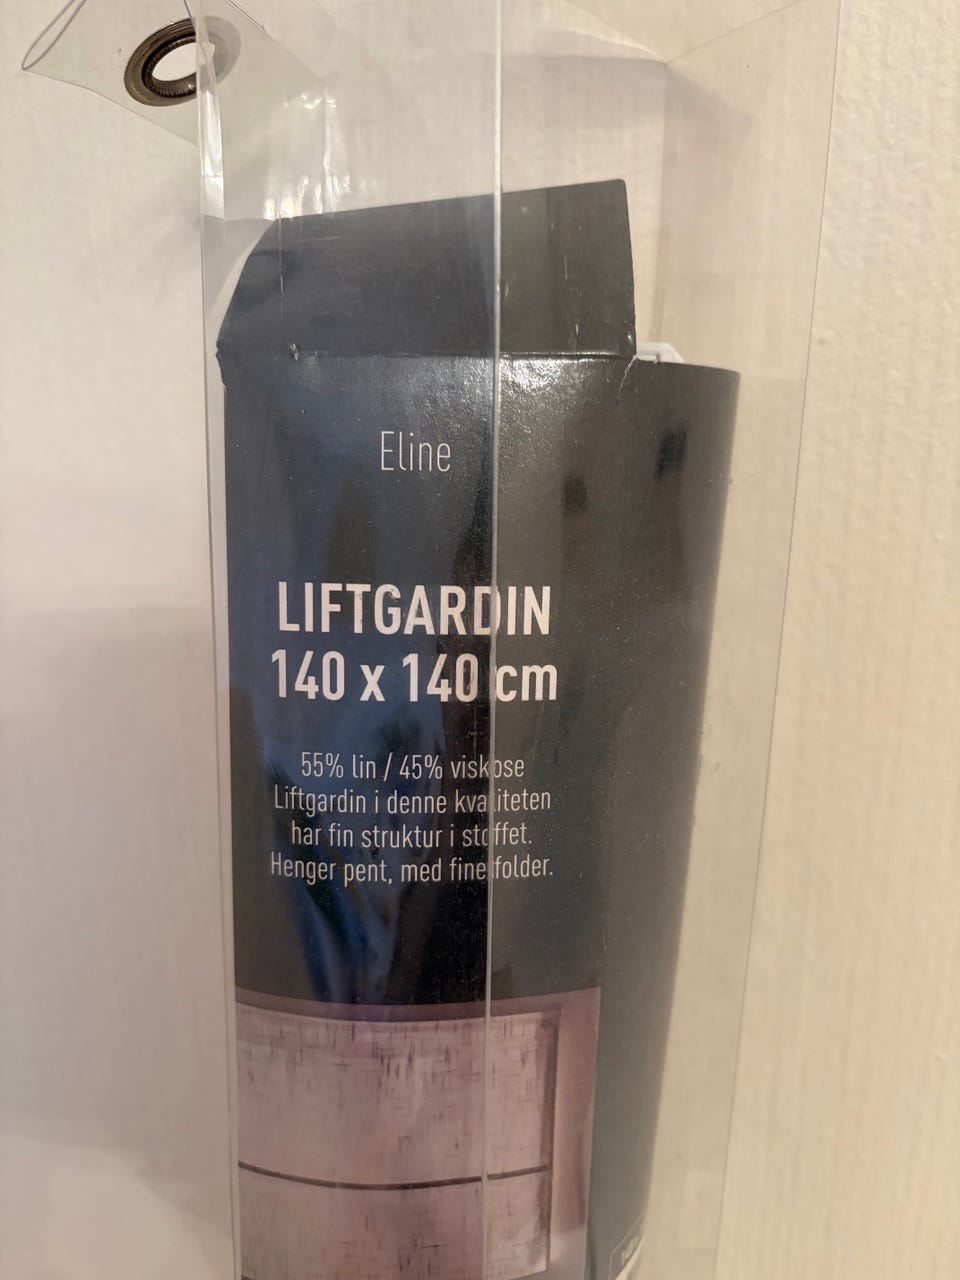 Eline
LIFTGARDIN
140 x 140 cm
55% lin / 45% viskose
Liftgardin i denne kvaliteten
har fin struktur i stoffet.
Henger pent, med fine folder.